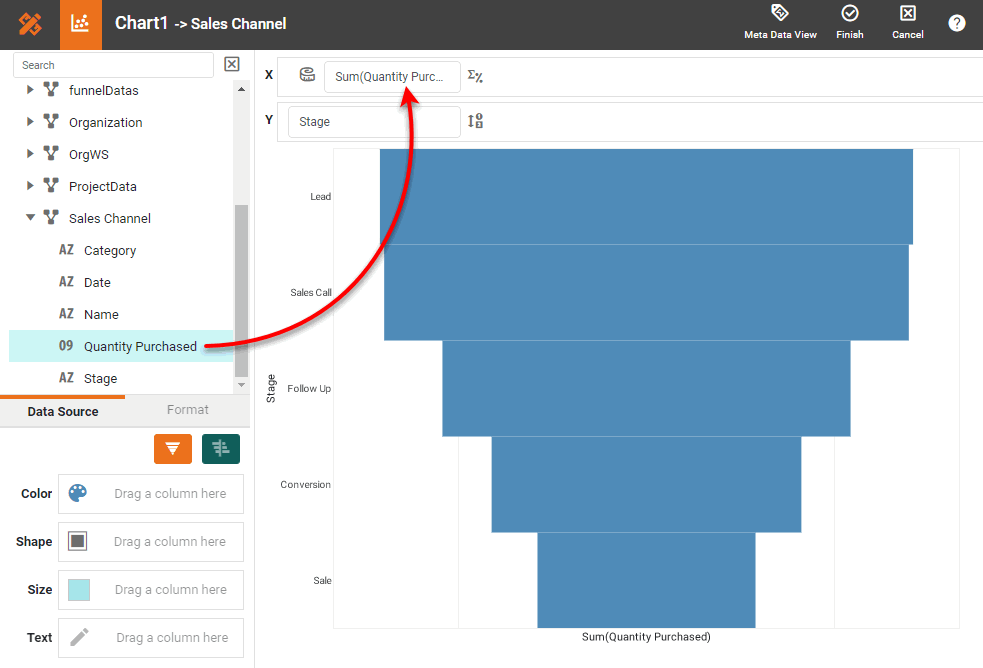 Chart1 -> Sales Channel
Meta Data View
Finish
Cancel
?
Search
funnelDatas
Organization
OrgWS
ProjectData
Sales Channel
AZ Category
AZ Date
AZ Name
09 Quantity Purchased
AZ Stage
Data Source
Format
Color
Drag a column here
Shape
Drag a column here
Size
Drag a column here
Text
Drag a column here
X
Sum(Quantity Purc...
Σ%
Y
Stage
Lead
Sales Call
Follow Up
Conversion
Sale
Stage
Sum(Quantity Purchased)